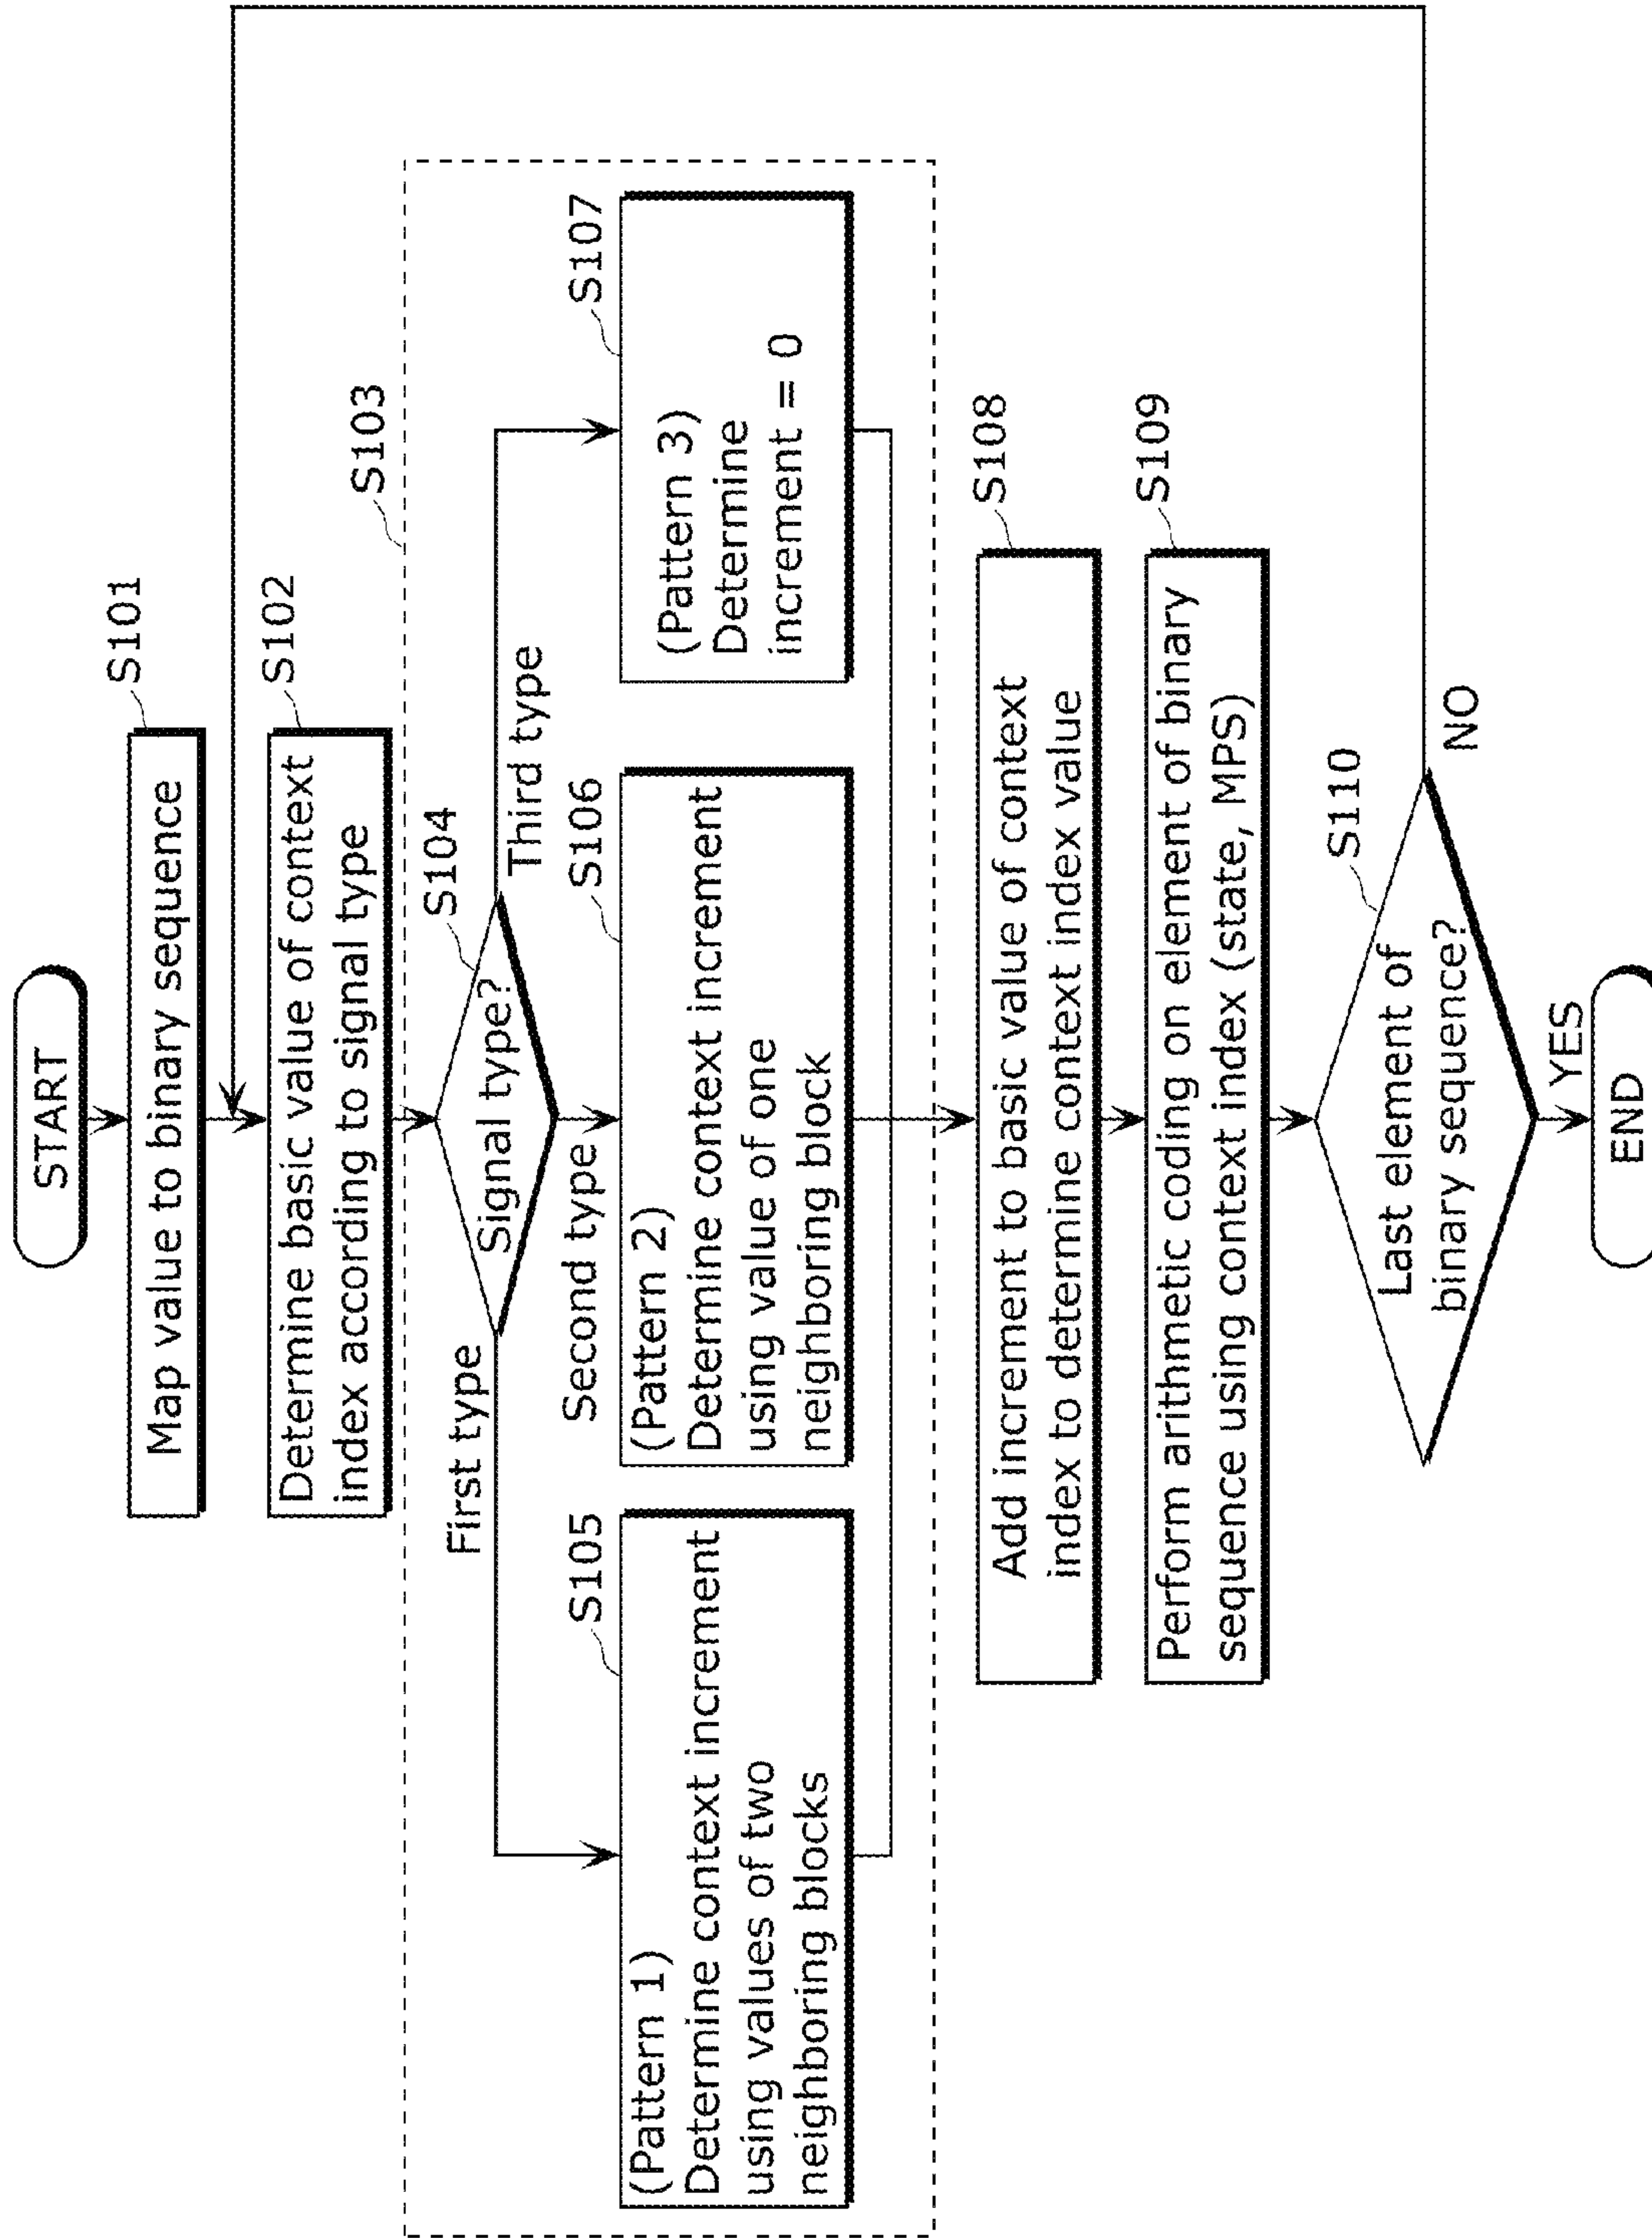 START
S101
Map value to binary sequence
S102
Determine basic value of context
index according to signal type
S103
S104
Signal type?
First type
Second type
Third type
S105
(Pattern 1)
Determine context increment
using values of two
neighboring blocks
S106
(Pattern 2)
Determine context increment
using value of one
neighboring block
S107
(Pattern 3)
Determine
increment = 0
S108
Add increment to basic value of context
index to determine context index value
S109
Perform arithmetic coding on element of binary
sequence using context index (state, MPS)
S110
Last element of
binary sequence?
NO
YES
END